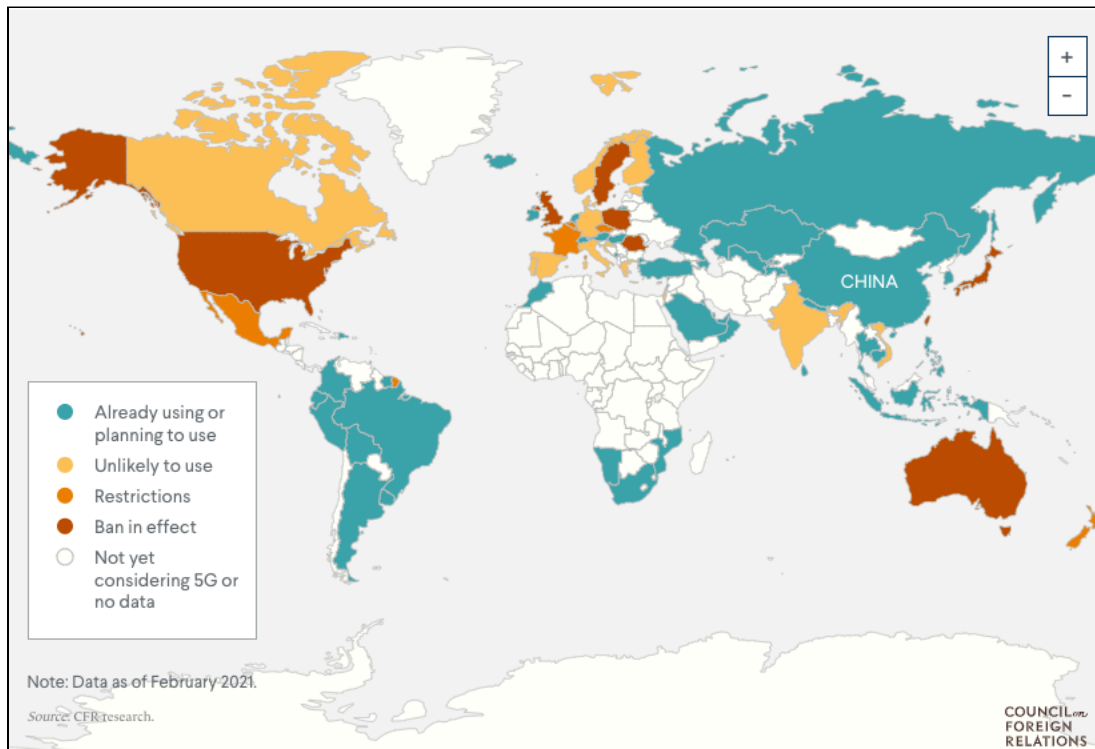 +
−
CHINA
Already using or
planning to use
Unlikely to use
Restrictions
Ban in effect
Not yet
considering 5G or
no data
Note: Data as of February 2021.
Source: CFR research.
COUNCIL on
FOREIGN
RELATIONS